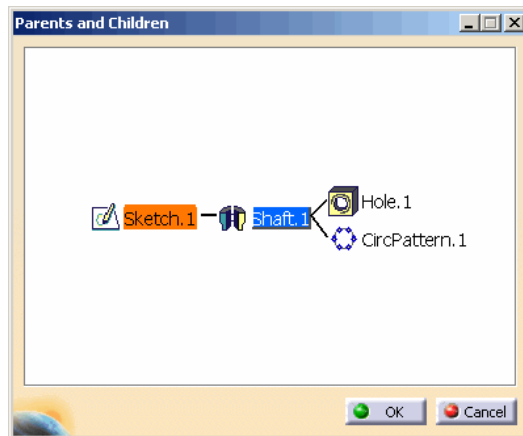 Parents and Children
Hole.1
Sketch.1 Shaft.1
CircPattern.1
OK Cancel